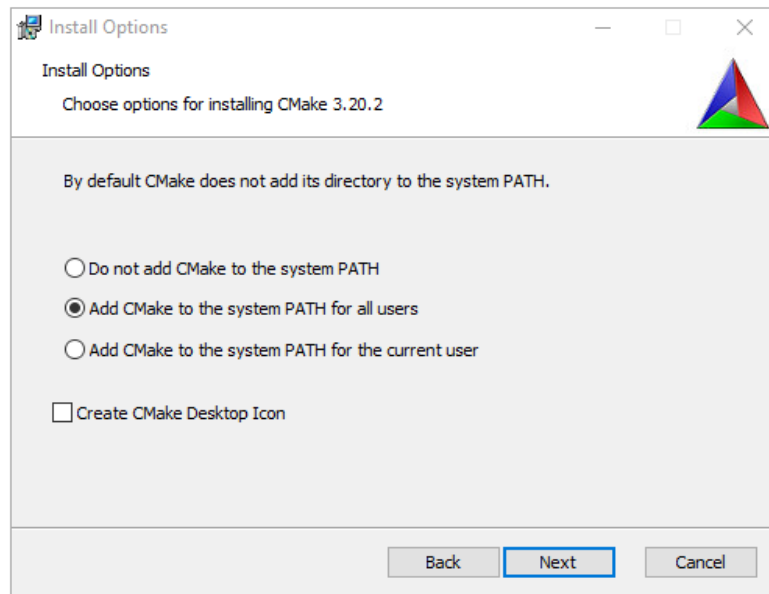 Install Options
Install Options
Choose options for installing CMake 3.20.2
By default CMake does not add its directory to the system PATH.
Do not add CMake to the system PATH
Add CMake to the system PATH for all users
Add CMake to the system PATH for the current user
Create CMake Desktop Icon
Back Next Cancel